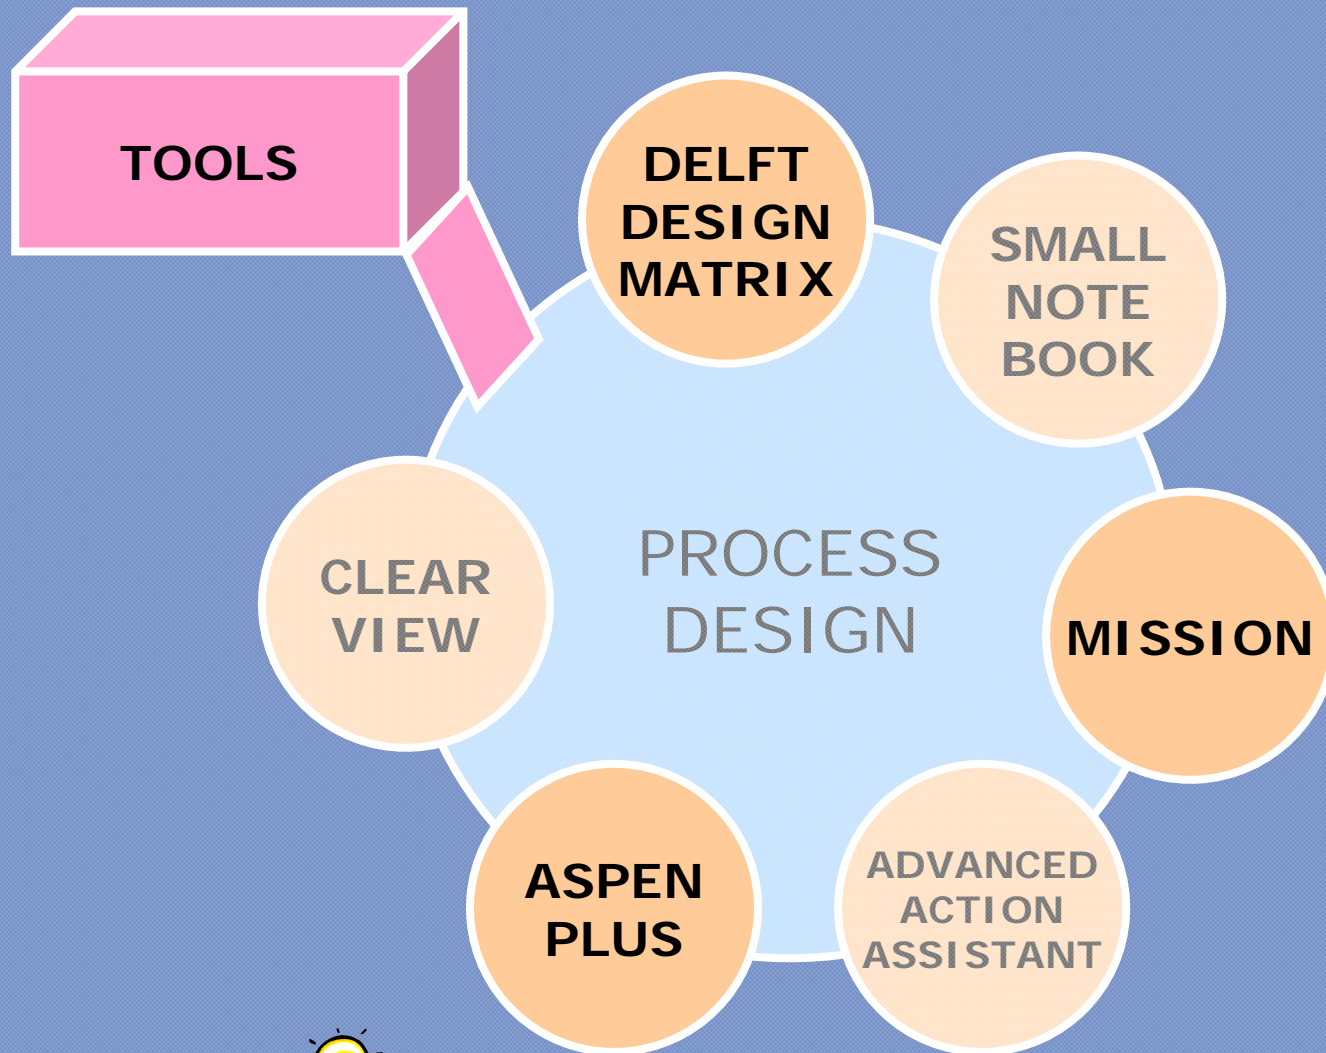 TOOLS
DELFT
DESIGN
MATRIX
SMALL
NOTE
BOOK
CLEAR
VIEW
PROCESS
DESIGN
MISSION
ASPEN
PLUS
ADVANCED
ACTION
ASSISTANT